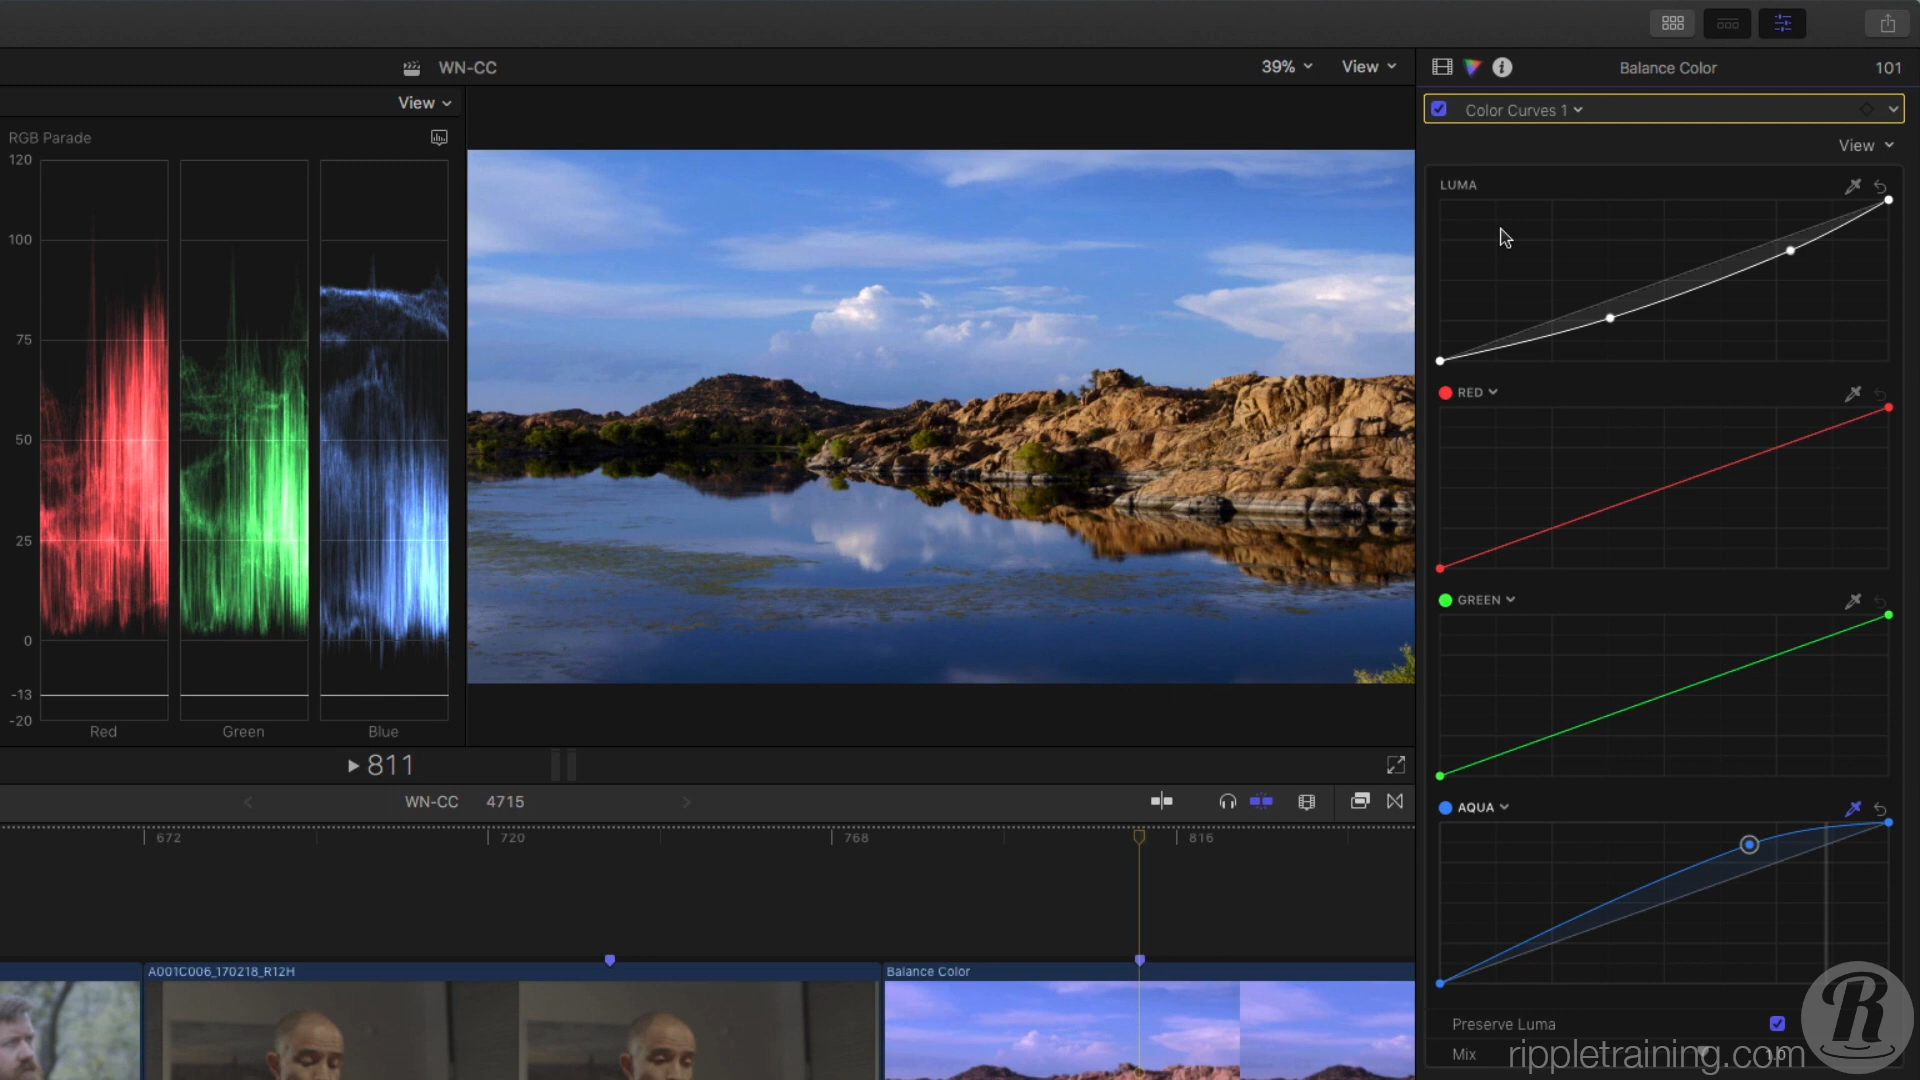 WN-CC
39%
View
Balance Color
101
View
Color Curves 1
RGB Parade
View
120
LUMA
100
75
RED
50
25
GREEN
0
-13
-20
Red
Green
Blue
811
WN-CC
4715
AQUA
672
720
768
816
A001C006_170218_R12H
Balance Color
Preserve Luma
Mix
rippletraining.com
R